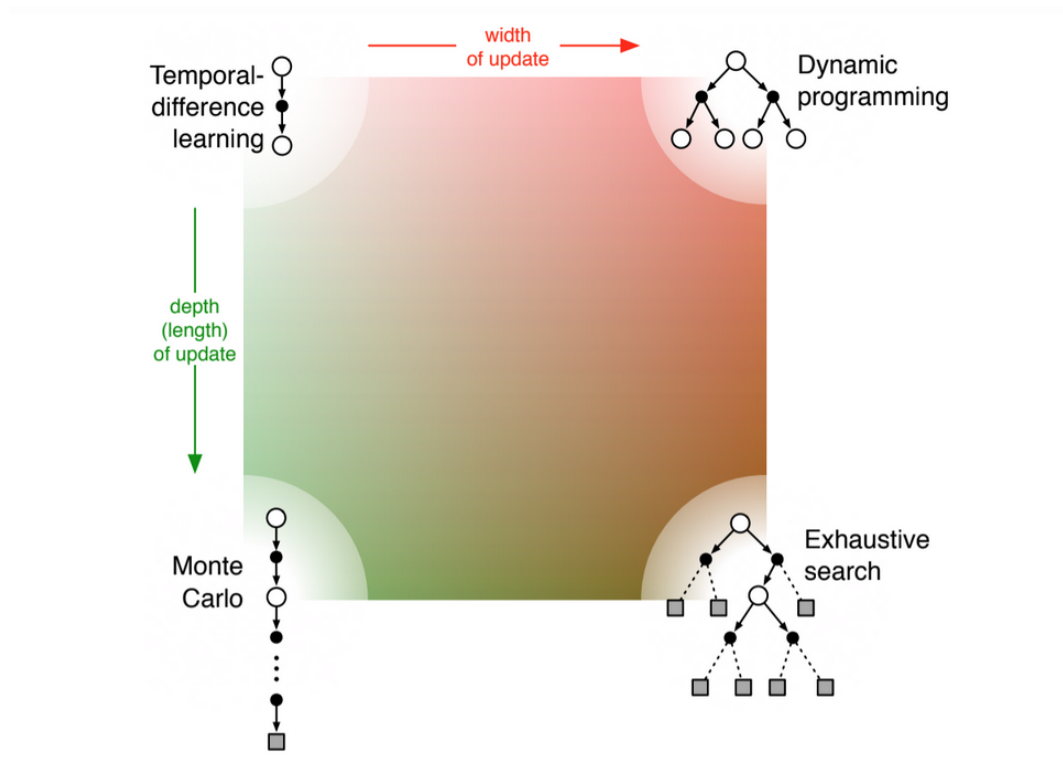 width
of update
Temporal-
difference
learning
Dynamic
programming
depth
(length)
of update
Monte
Carlo
Exhaustive
search